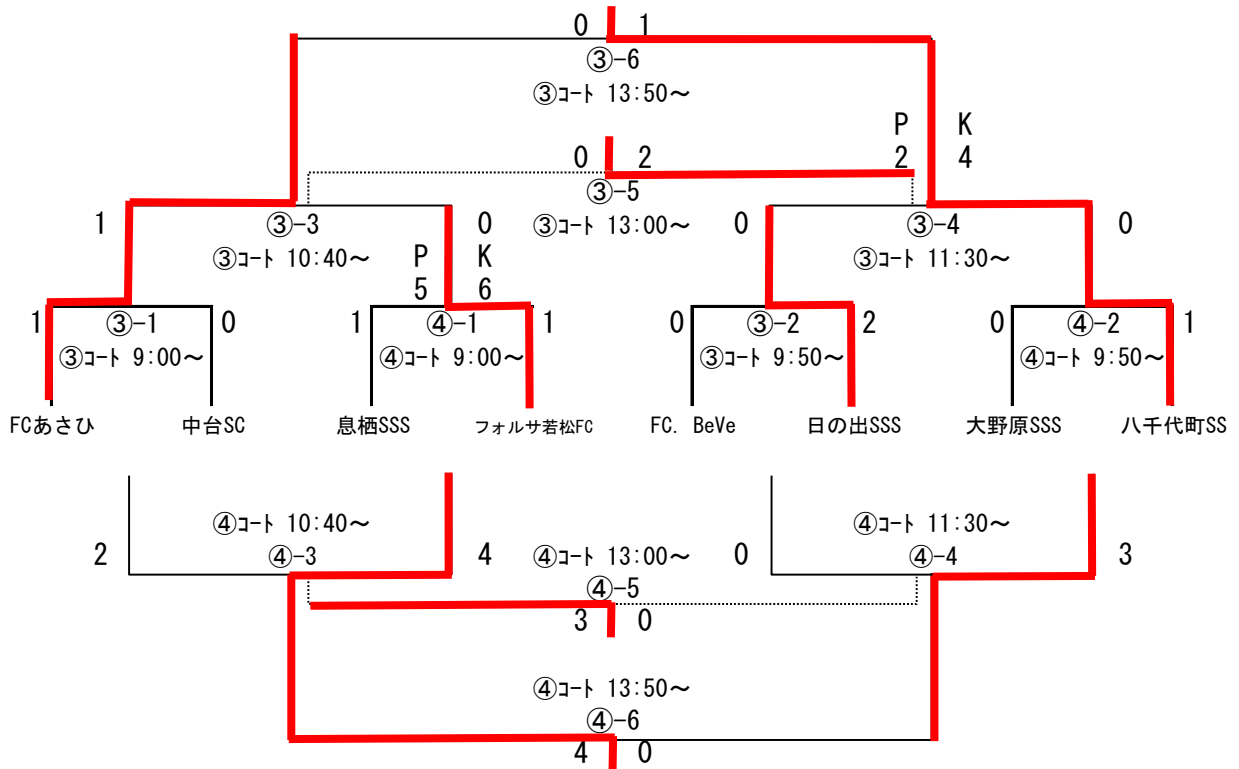 0 1
③-6
③ｺｰﾄ 13:50～
P K
0 2 2 4
③-5
1 ③-3 0 ③ｺｰﾄ 13:00～ 0 ③-4 0
③ｺｰﾄ 10:40～ P K ③ｺｰﾄ 11:30～
5 6
1 ③-1 0 1 ④-1 1 0 ③-2 2 0 ④-2 1
③ｺｰﾄ 9:00～ ④ｺｰﾄ 9:00～ ③ｺｰﾄ 9:50～ ④ｺｰﾄ 9:50～
FCあさひ 中台SC 息栖SSS フォルサ若松FC FC. BeVe 日の出SSS 大野原SSS 八千代町SS
④ｺｰﾄ 10:40～ ④ｺｰﾄ 11:30～
2 ④-3 4 ④ｺｰﾄ 13:00～ 0 ④-4 3
④-5
3 0
④ｺｰﾄ 13:50～
④-6
4 0